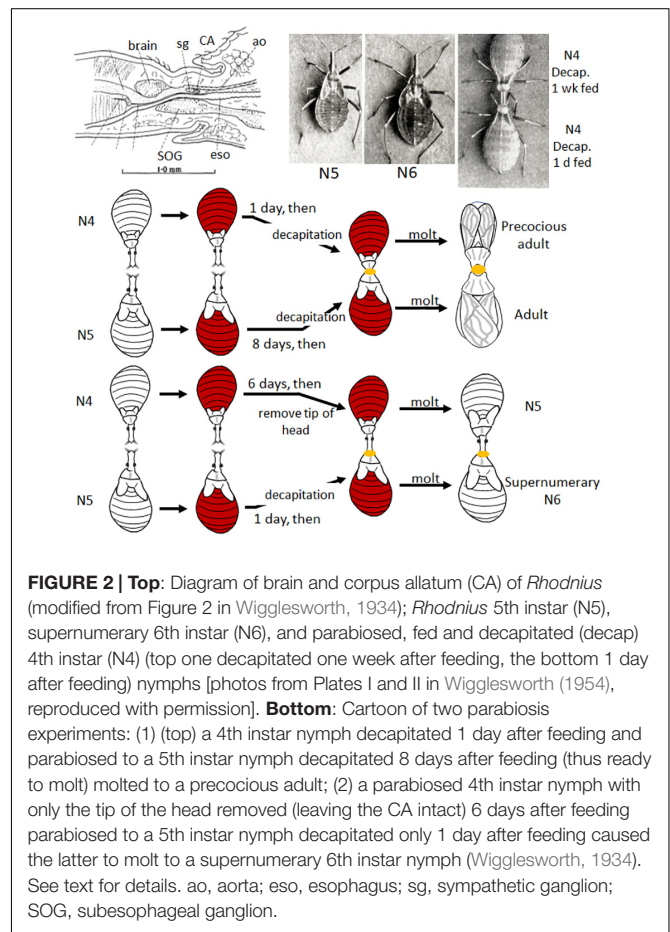 brain sg CA ao
SOG eso
1·0 mm
N5 N6
N4
Decap.
1 wk fed
N4
Decap.
1 d fed
N4
N5
1 day, then
decapitation
decapitation
8 days, then
molt
molt
Precocious
adult
Adult
N4
N5
6 days, then
remove tip of
head
decapitation
1 day, then
molt
molt
N5
Supernumerary
N6
FIGURE 2 | Top: Diagram of brain and corpus allatum (CA) of Rhodnius
(modified from Figure 2 in Wigglesworth, 1934); Rhodnius 5th instar (N5),
supernumerary 6th instar (N6), and parabiosed, fed and decapitated (decap)
4th instar (N4) (top one decapitated one week after feeding, the bottom 1 day
after feeding) nymphs [photos from Plates I and II in Wigglesworth (1954),
reproduced with permission]. Bottom: Cartoon of two parabiosis
experiments: (1) (top) a 4th instar nymph decapitated 1 day after feeding and
parabiosed to a 5th instar nymph decapitated 8 days after feeding (thus ready
to molt) molted to a precocious adult; (2) a parabiosed 4th instar nymph with
only the tip of the head removed (leaving the CA intact) 6 days after feeding
parabiosed to a 5th instar nymph decapitated only 1 day after feeding caused
the latter to molt to a supernumerary 6th instar nymph (Wigglesworth, 1934).
See text for details. ao, aorta; eso, esophagus; sg, sympathetic ganglion;
SOG, subesophageal ganglion.